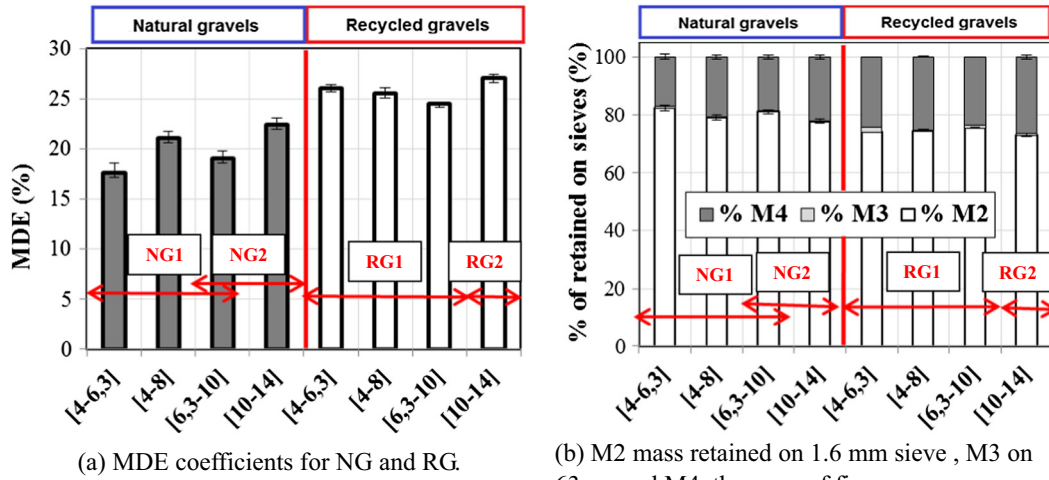 Natural gravels
Recycled gravels
30
25
20
15
10
5
0
MDE (%)
NG1
NG2
RG1
RG2
[4-6,3]
[4-8]
[6,3-10]
[10-14]
[4-6,3]
[4-8]
[6,3-10]
[10-14]
(a) MDE coefficients for NG and RG.
Natural gravels
Recycled gravels
100
80
60
40
20
0
% of retained on sieves (%)
% M4
% M3
% M2
NG1
NG2
RG1
RG2
[4-6,3]
[4-8]
[6,3-10]
[10-14]
[4-6,3]
[4-8]
[6,3-10]
[10-14]
(b) M2 mass retained on 1.6 mm sieve , M3 on